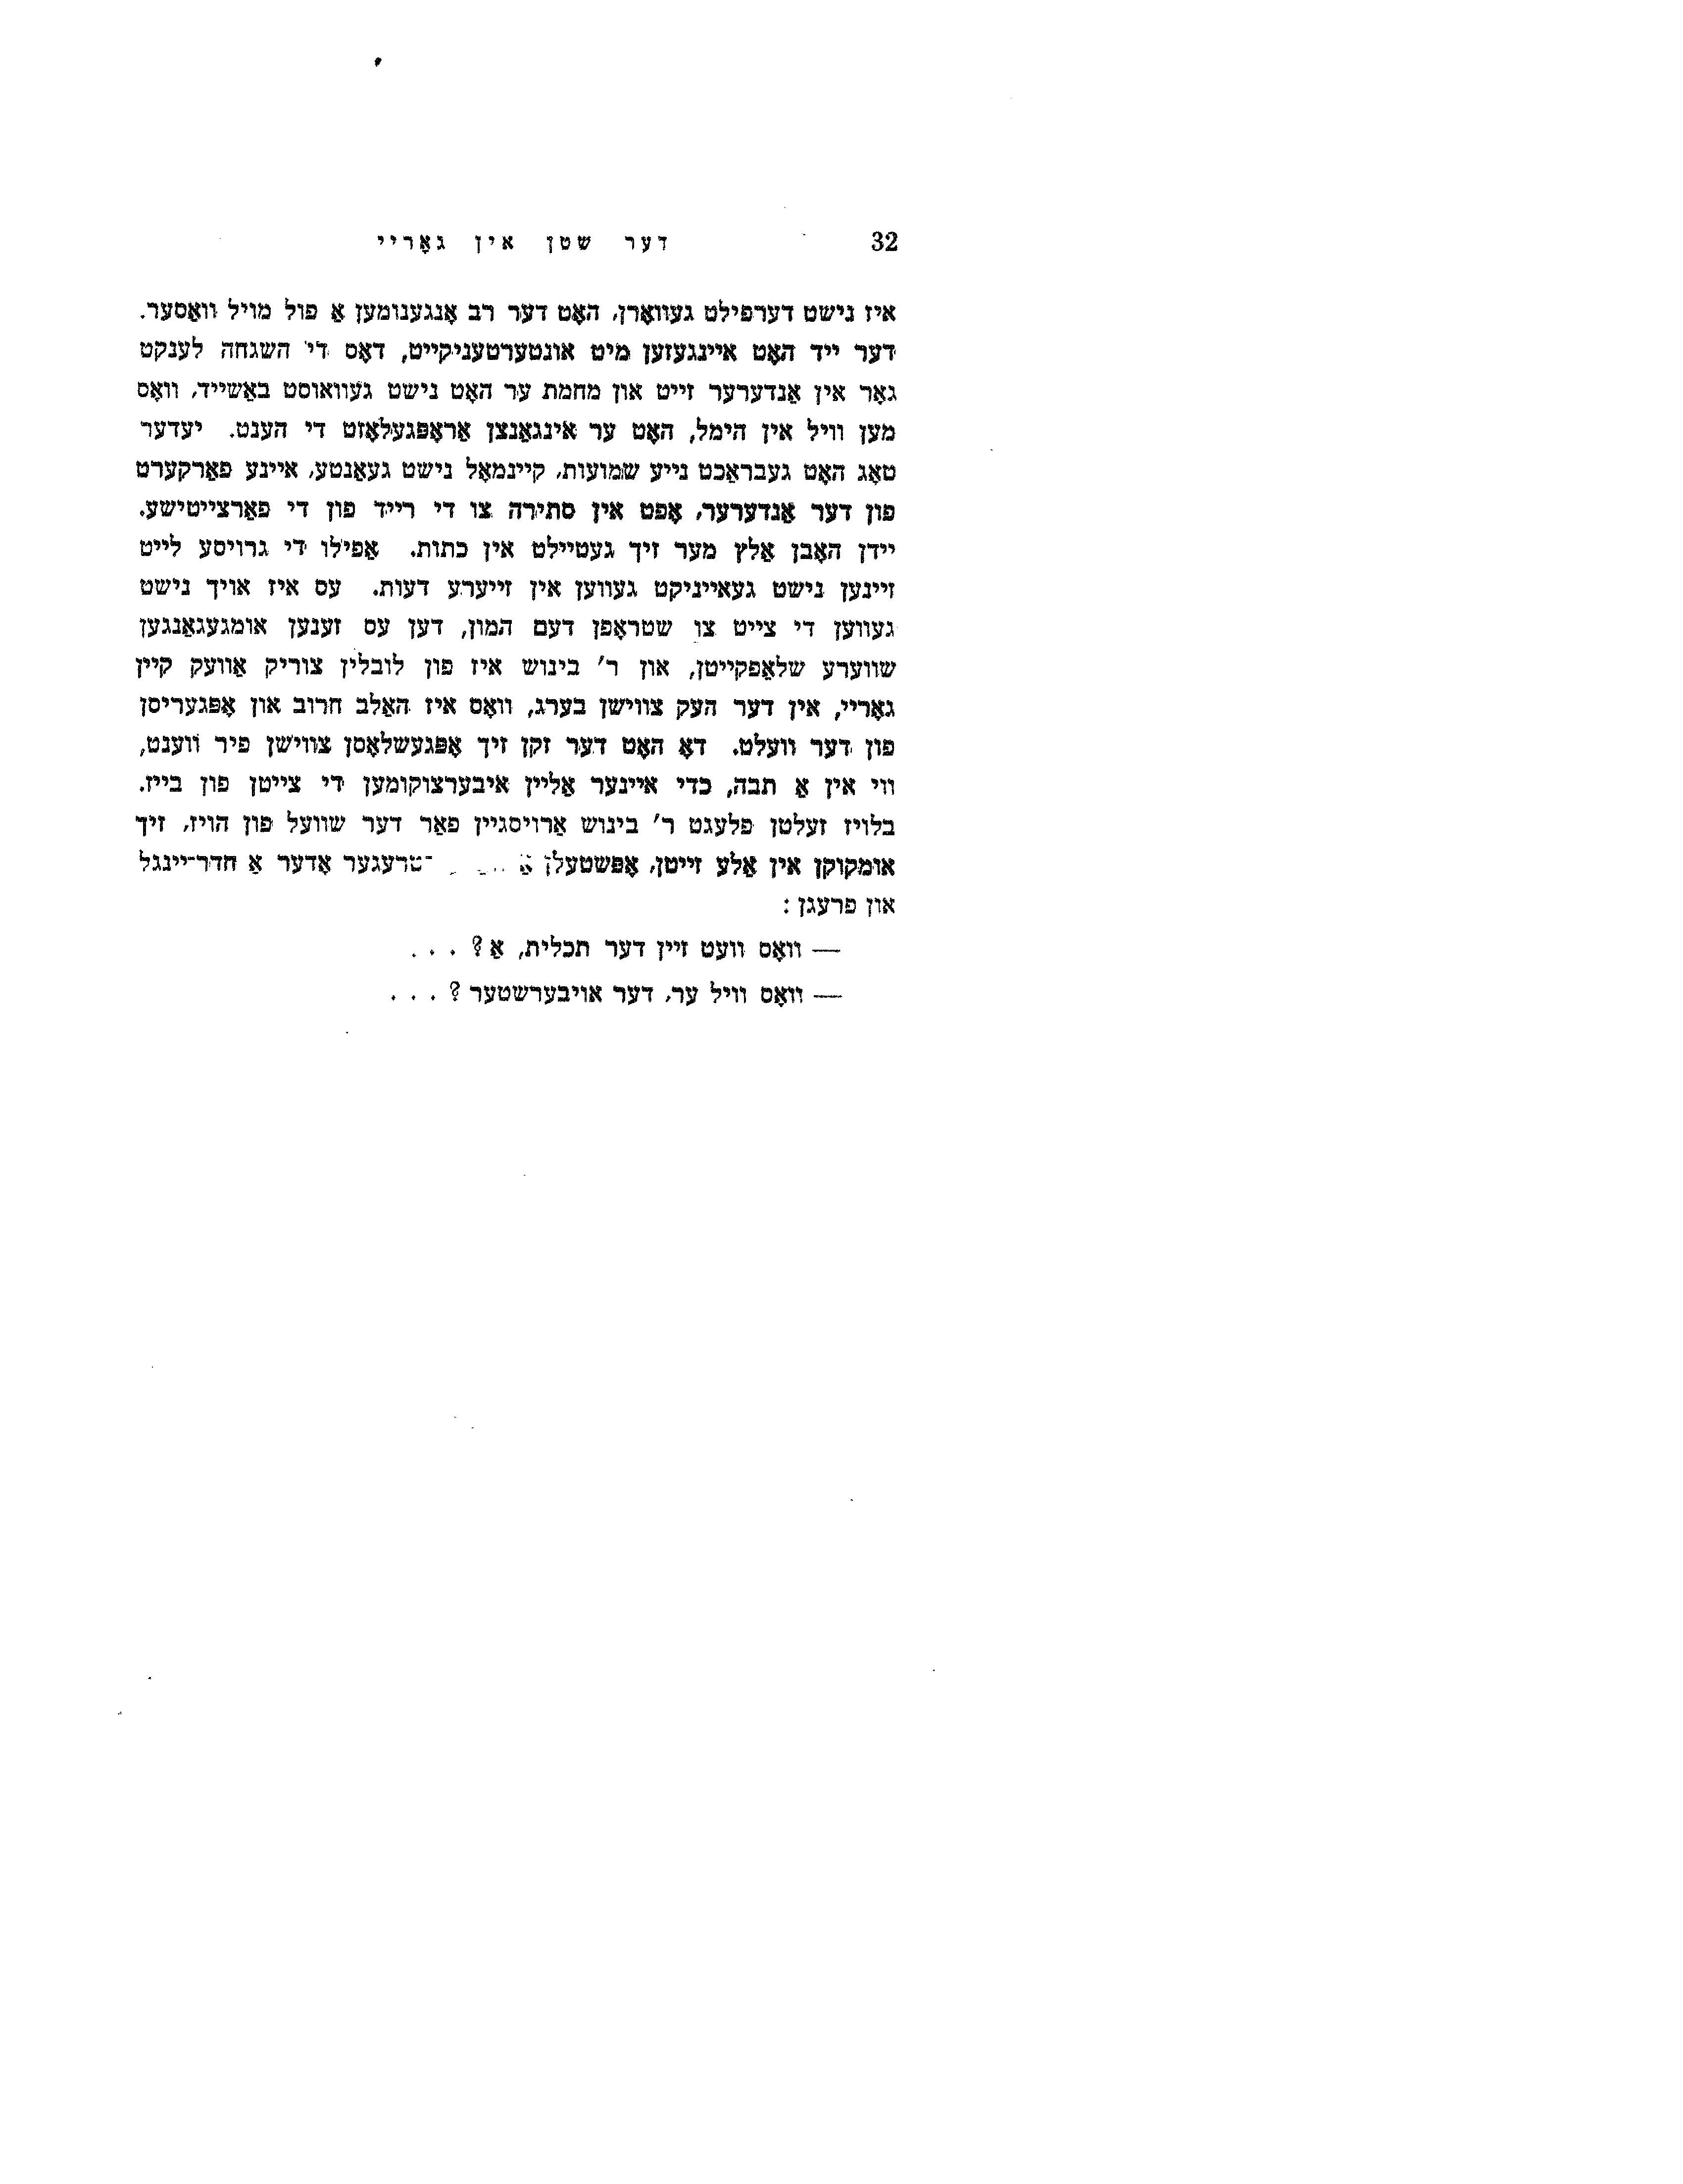 32 דער שטן אין גאָריי
איז נישט דערפילט געוואָרן, האָט דער רב אָנגענומען אַ פול מויל וואַסער.
דער ייד האָט איינגעזען מיט אונטערטעניקייט, דאָס די השגחה לענקט
גאָר אין אַנדערער זייט און מחמת ער האָט נישט געוואוסט באַשייד, וואָס
מען וויל אין הימל, האָט ער אינגאַנצן אַראָפּגעלאָזט די הענט. יעדער
טאָג האָט געבראַכט נייע שמועות, קיינמאָל נישט געאַנטע, איינע פאַרקערט
פון דער אַנדערער, אָפט אין סתירה צו די רייד פון די פאַרצייטישע.
יידן האָבן אַלץ מער זיך געטיילט אין כתות. אַפילו די גרויסע לייט
זיינען נישט געאייניקט געווען אין זייערע דעות. עס איז אויך נישט
געווען די צייט צו שטראָפן דעם המון, דען עס זענען אומגעגאַנגען
שווערע שלאַפקייטן, און ר' בינוש איז פון לובלין צוריק אַוועק קיין
גאָריי, אין דער העק צווישן בערג, וואָס איז האַלב חרוב און אָפּגעריסן
פון דער וועלט. דאָ האָט דער זקן זיך אָפּגעשלאָסן צווישן פיר ווענט,
ווי אין אַ תבה, כדי איינער אַליין איבערצוקומען די צייטן פון בייז.
בלויז זעלטן פלעגט ר' בינוש אַרויסגיין פאַר דער שוועל פון הויז, זיך
אומקוקן אין אַלע זייטן, אָפּשטעלן אַ ־טרעגער אָדער אַ חדר־יינגל
און פרעגן :
— וואָס וועט זיין דער תכלית, אַ? . . .
— וואָס וויל ער, דער אויבערשטער ? . . .